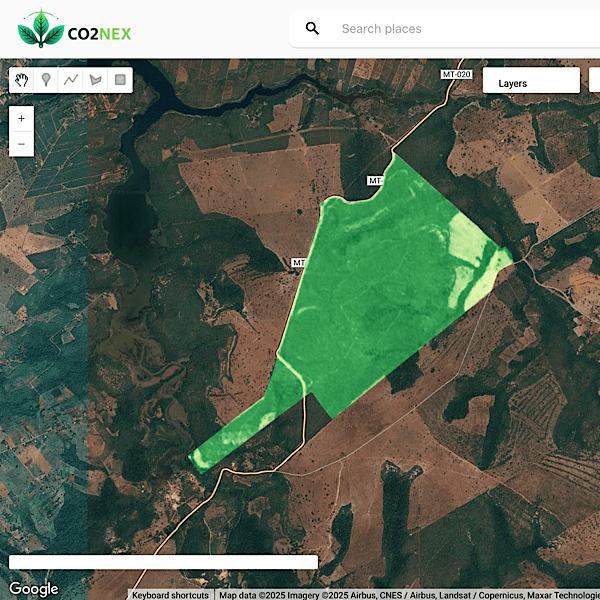 CO2NEX
Search places
MT-020
Layers
+
−
MT-
MT
Google
Keyboard shortcuts
Map data ©2025 Imagery ©2025 Airbus, CNES / Airbus, Landsat / Copernicus, Maxar Technologie